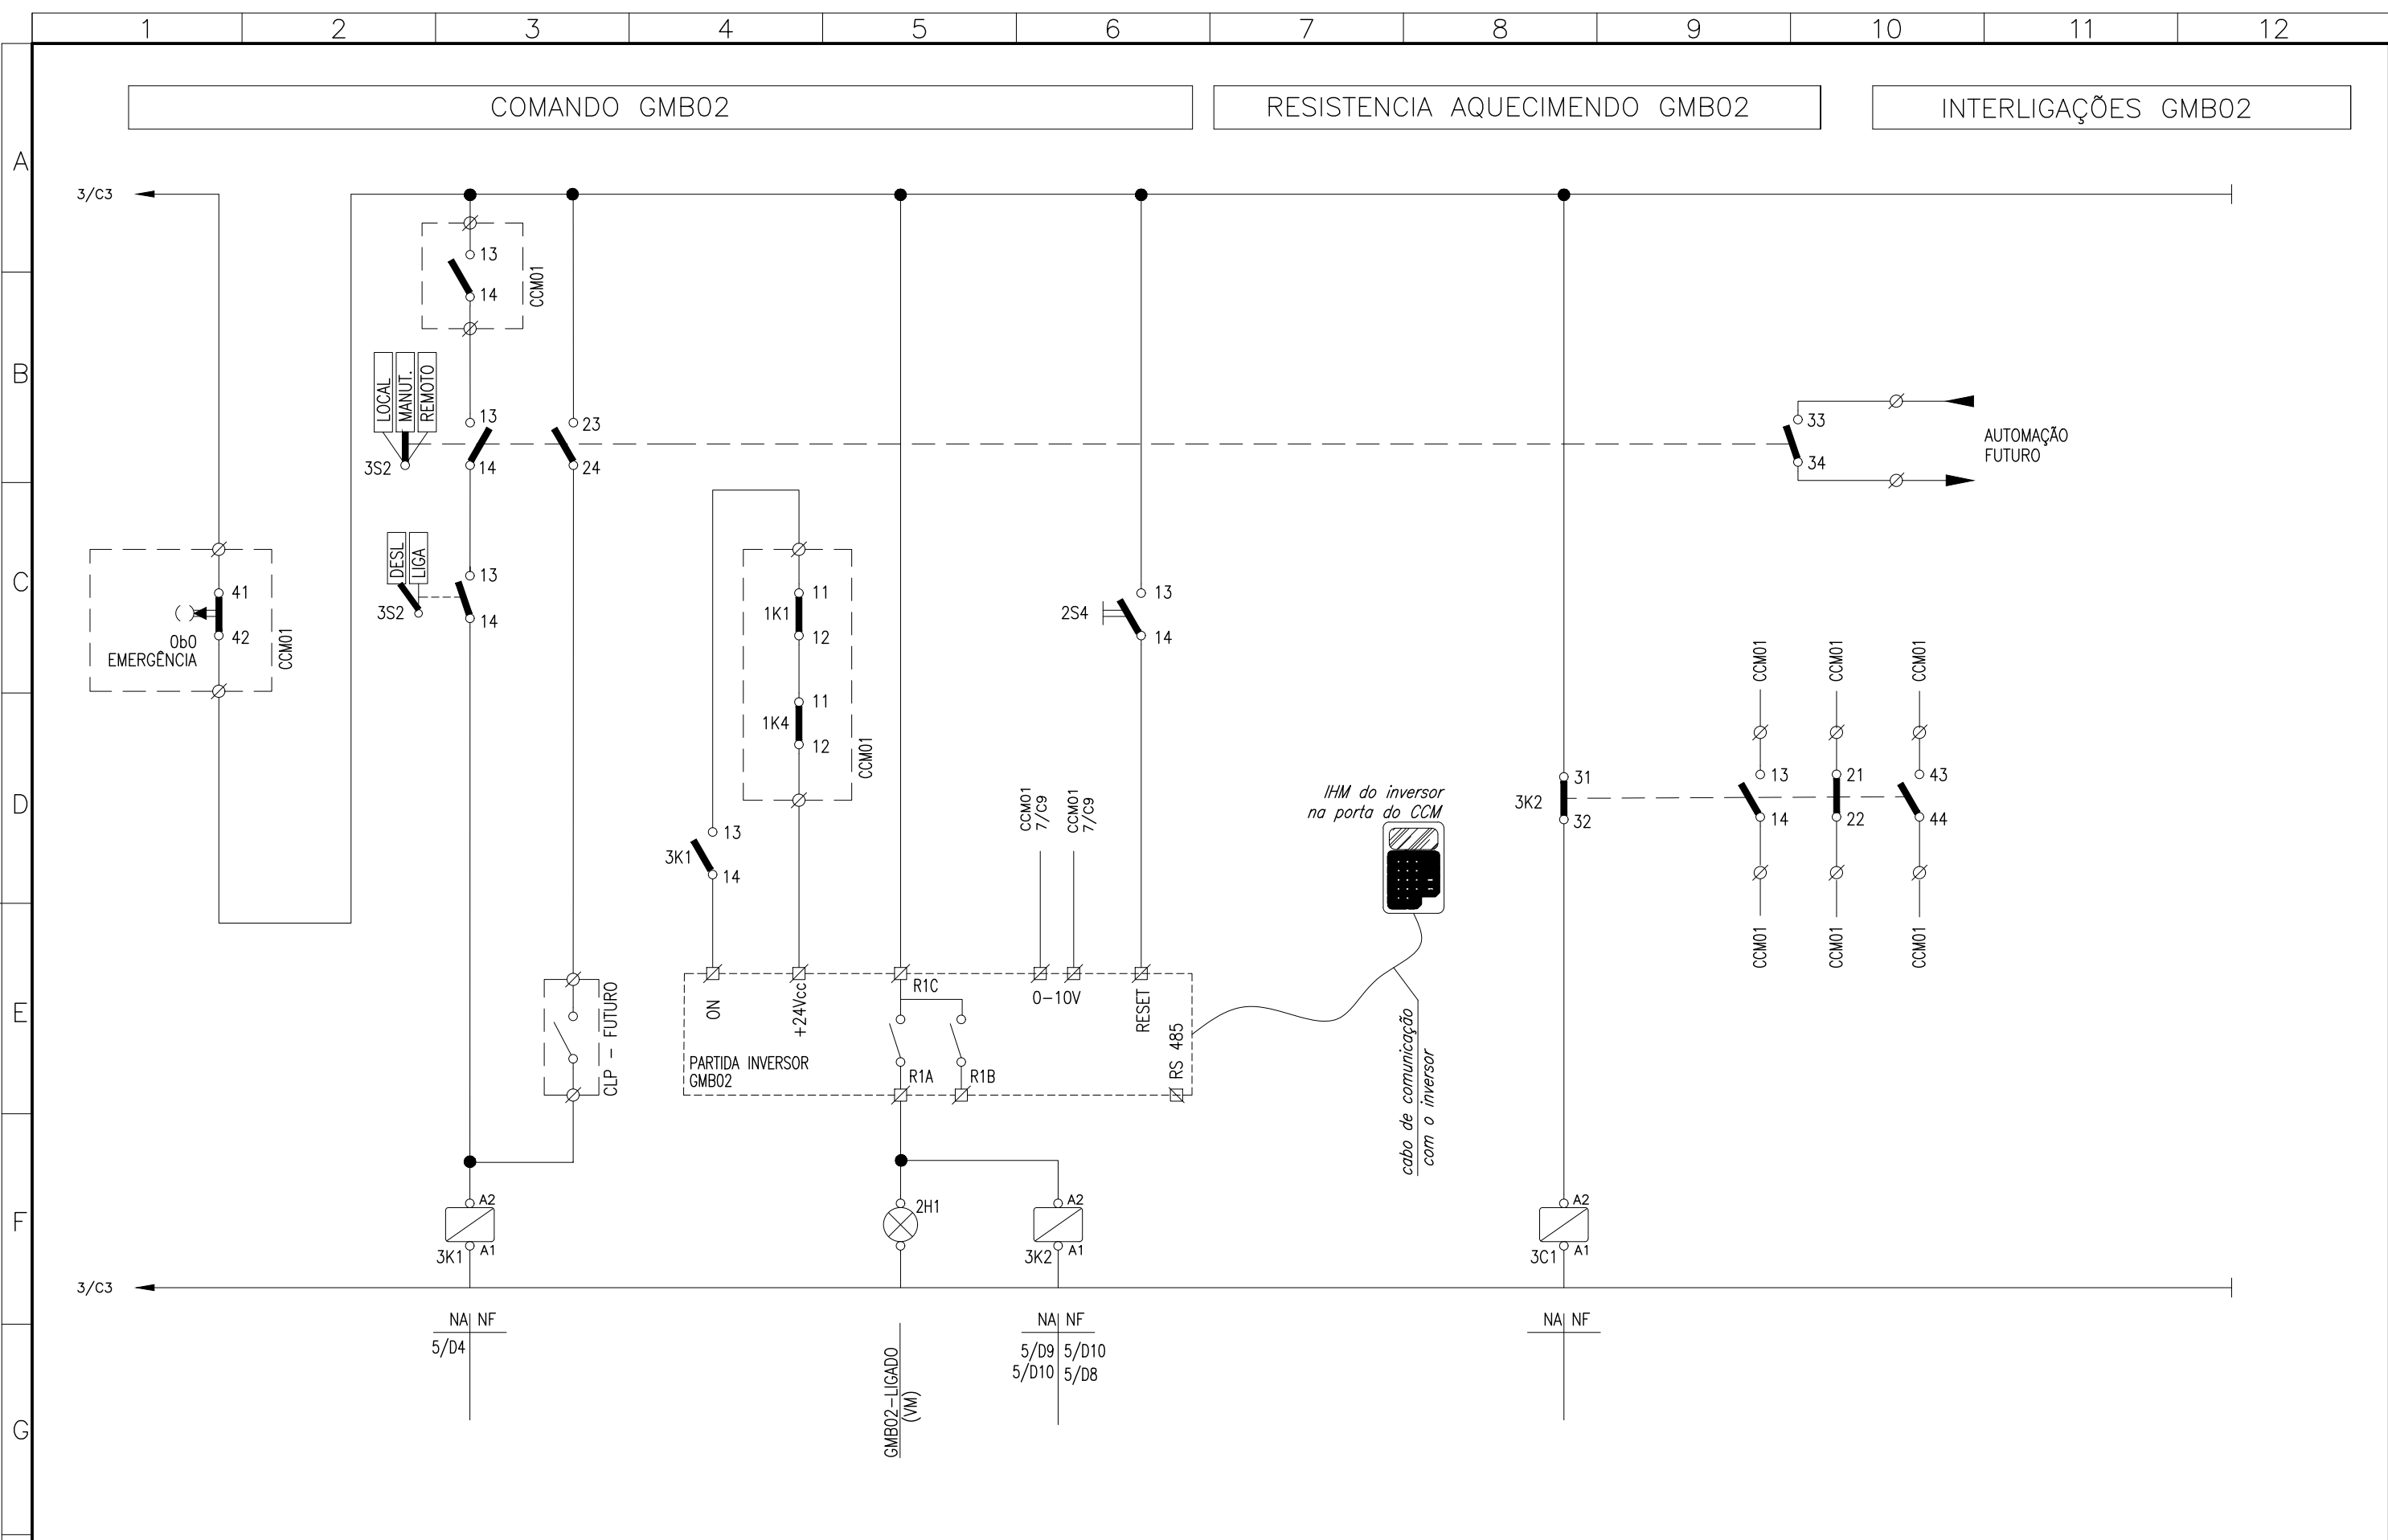 1 2 3 4 5 6 7 8 9 10 11 12
COMANDO GMB02
RESISTENCIA AQUECIMENDO GMB02
INTERLIGAÇÕES GMB02
A
3/C3
13
14
CCM01
B
LOCAL
MANUT.
REMOTO
3S2
13
14
23
24
33
34
AUTOMAÇÃO
FUTURO
C
41
42
0b0
EMERGÊNCIA
CCM01
DESL
LIGA
3S2
13
14
1K1
11
12
1K4
11
12
CCM01
2S4
13
14
CCM01
CCM01
CCM01
D
3K1
13
14
CCM01
7/C9
CCM01
7/C9
IHM do inversor
na porta do CCM
3K2
31
32
13
14
21
22
43
44
CCM01
CCM01
CCM01
E
CLP - FUTURO
ON
+24Vcc
R1C
0-10V
RESET
PARTIDA INVERSOR
GMB02
R1A
R1B
RS 485
cabo de comunicação
com o inversor
F
A2
3K1
A1
2H1
A2
3K2
A1
A2
3C1
A1
3/C3
NA NF
5/D4
GMB02-LIGADO
(VM)
NA NF
5/D9 5/D10
5/D10 5/D8
NA NF
G